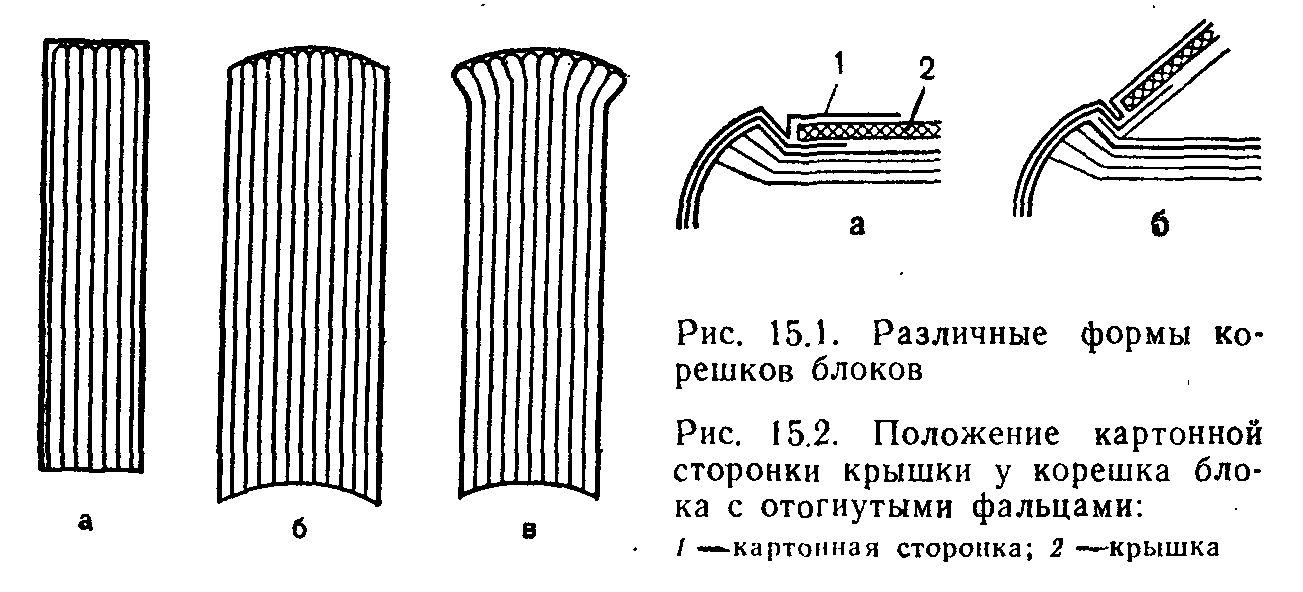 а
б
в
1
2
а
б
Рис. 15.1. Различные формы ко-
решков блоков
Рис. 15.2. Положение картонной
сторонки крышки у корешка бло-
ка с отогнутыми фальцами:
1 — картонная сторонка; 2 — крышка